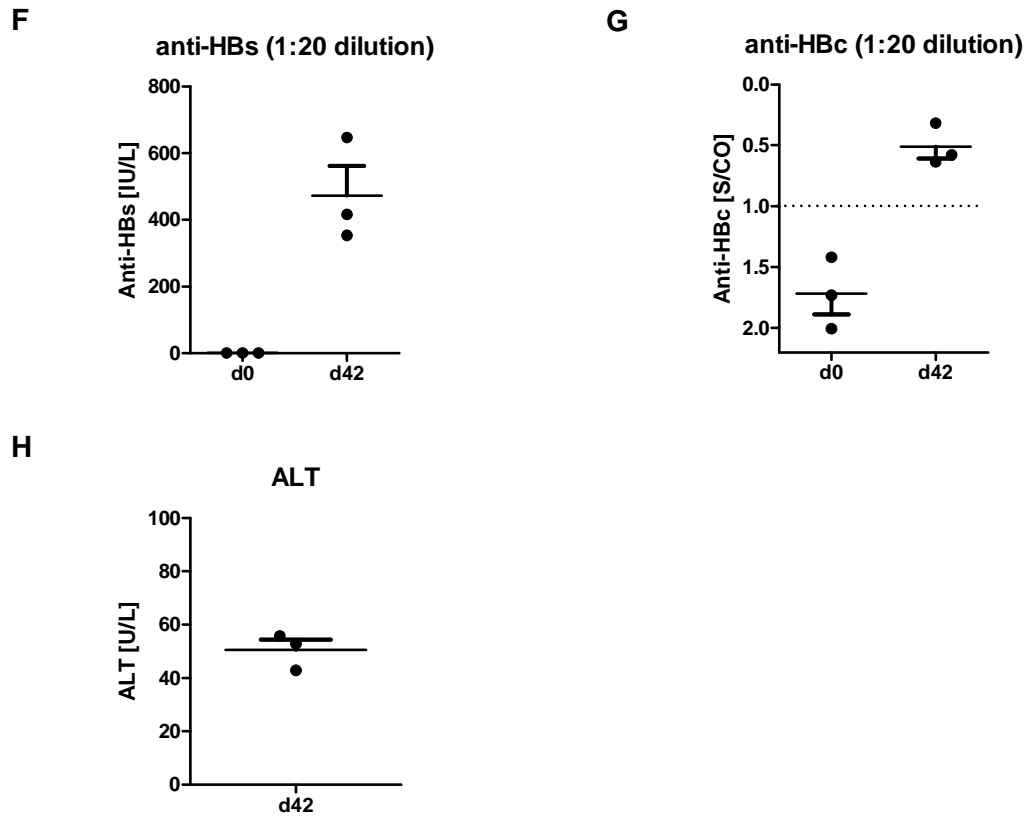 F
anti-HBs (1:20 dilution)
Anti-HBs [IU/L]
800
600
400
200
0
d0 d42
G
anti-HBc (1:20 dilution)
Anti-HBc [S/CO]
0.0
0.5
1.0
1.5
2.0
d0 d42
H
ALT
ALT [U/L]
100
80
60
40
20
0
d42